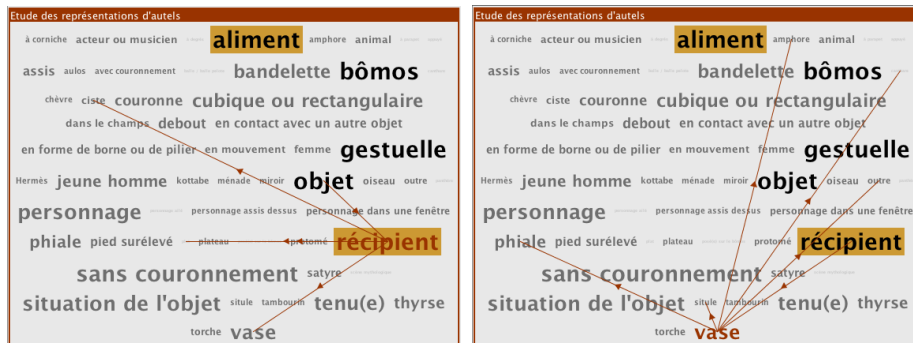 Etude des représentations d'autels
à corniche acteur ou musicien aliment amphore animal
assis aulos avec couronnement bandelette bômos
chèvre ciste couronne cubique ou rectangulaire
dans le champs debout en contact avec un autre objet
en forme de borne ou de pilier en mouvement femme gestuelle
Hermès jeune homme kottabe ménade miroir objet oiseau outre
personnage personnage assis dessus personnage dans une fenêtre
phiale pied surélevé plateau protomé récipient
sans couronnement satyre
situation de l'objet situle tambourin tenu(e) thyrse
torche vase
Etude des représentations d'autels
à corniche acteur ou musicien aliment amphore animal
assis aulos avec couronnement bandelette bômos
chèvre ciste couronne cubique ou rectangulaire
dans le champs debout en contact avec un autre objet
en forme de borne ou de pilier en mouvement femme gestuelle
Hermès jeune homme kottabe ménade miroir objet oiseau outre
personnage personnage assis dessus personnage dans une fenêtre
phiale pied surélevé plateau protomé récipient
sans couronnement satyre
situation de l'objet situle tambourin tenu(e) thyrse
torche vase